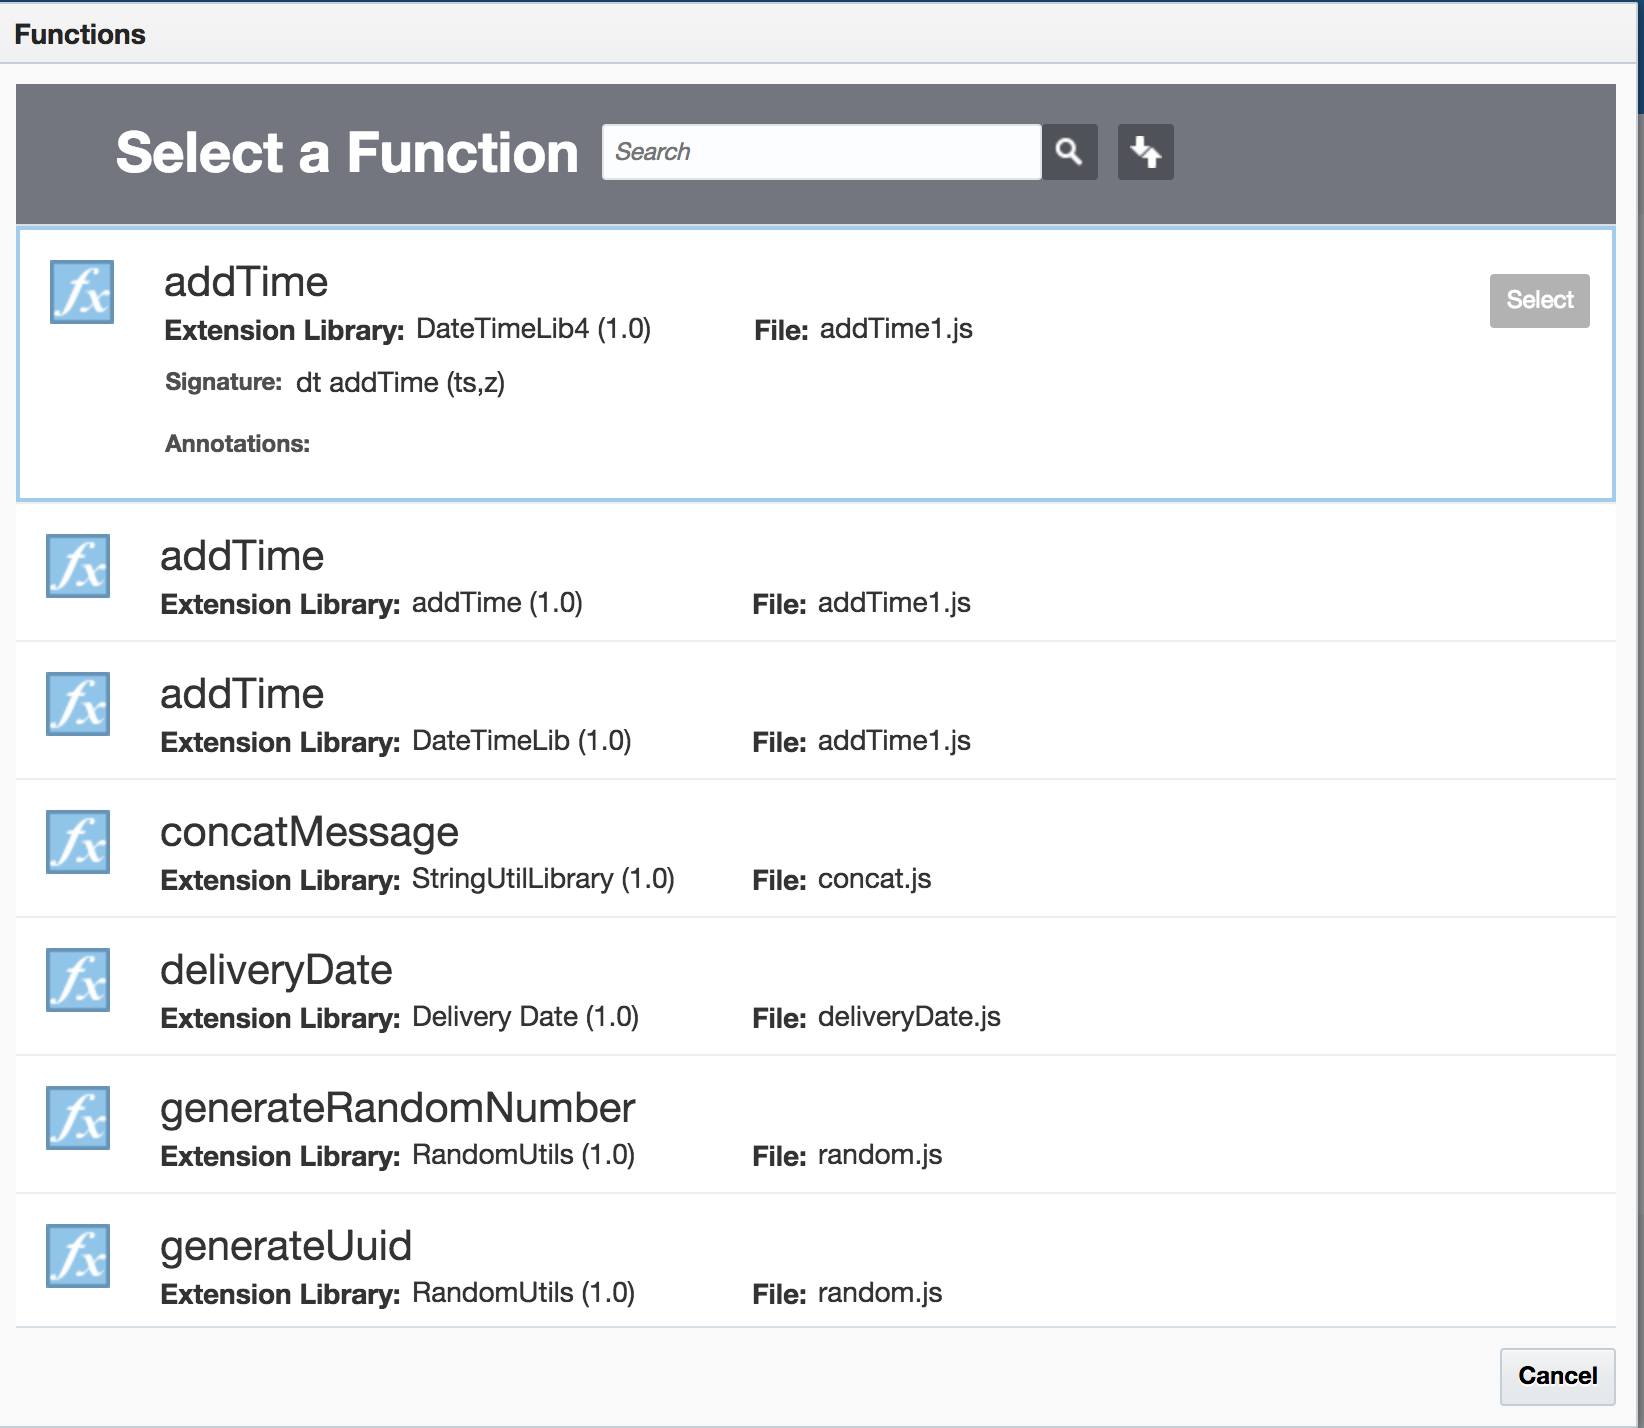 Functions
Select a Function Search
fx addTime Select
Extension Library: DateTimeLib4 (1.0) File: addTime1.js
Signature: dt addTime (ts,z)
Annotations:
fx addTime
Extension Library: addTime (1.0) File: addTime1.js
fx addTime
Extension Library: DateTimeLib (1.0) File: addTime1.js
fx concatMessage
Extension Library: StringUtilLibrary (1.0) File: concat.js
fx deliveryDate
Extension Library: Delivery Date (1.0) File: deliveryDate.js
fx generateRandomNumber
Extension Library: RandomUtils (1.0) File: random.js
fx generateUuid
Extension Library: RandomUtils (1.0) File: random.js
Cancel